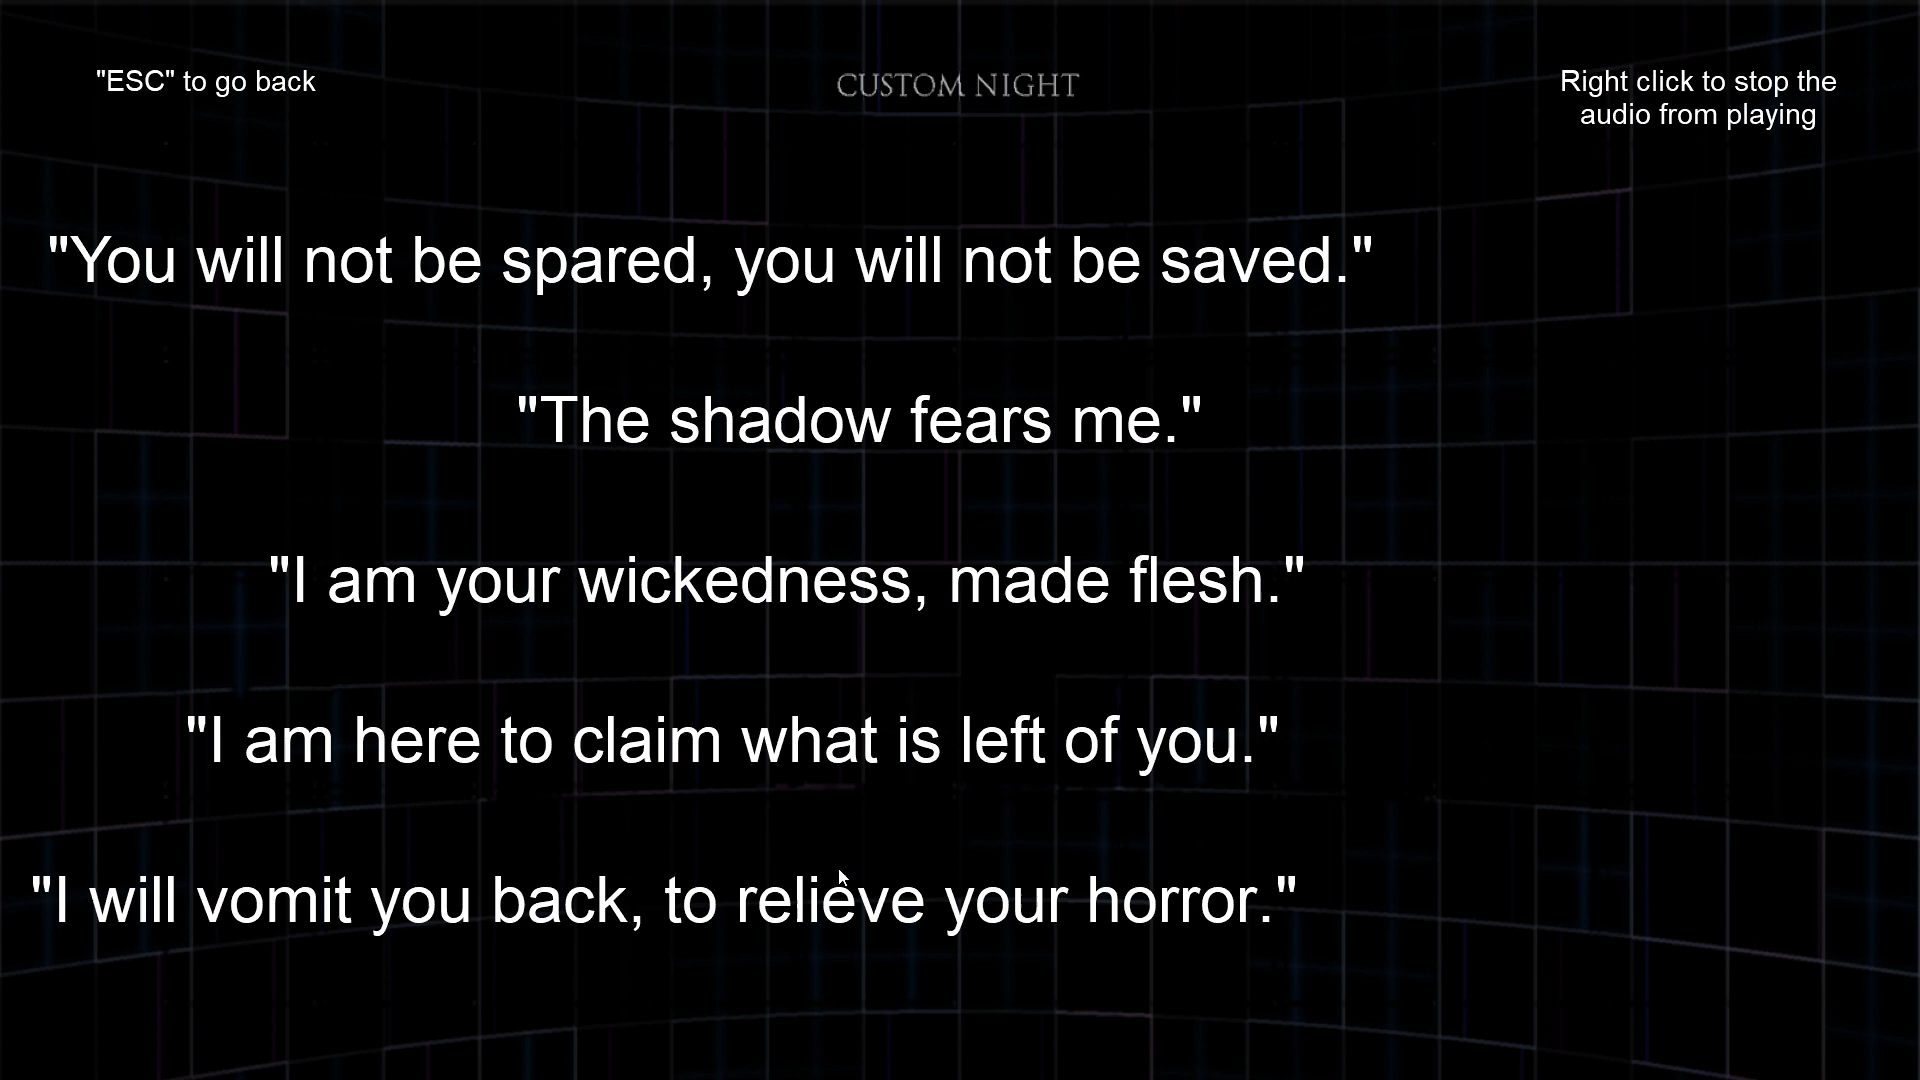 "ESC" to go back
CUSTOM NIGHT
Right click to stop the
audio from playing
"You will not be spared, you will not be saved."
"The shadow fears me."
"I am your wickedness, made flesh."
"I am here to claim what is left of you."
"I will vomit you back, to relieve your horror."